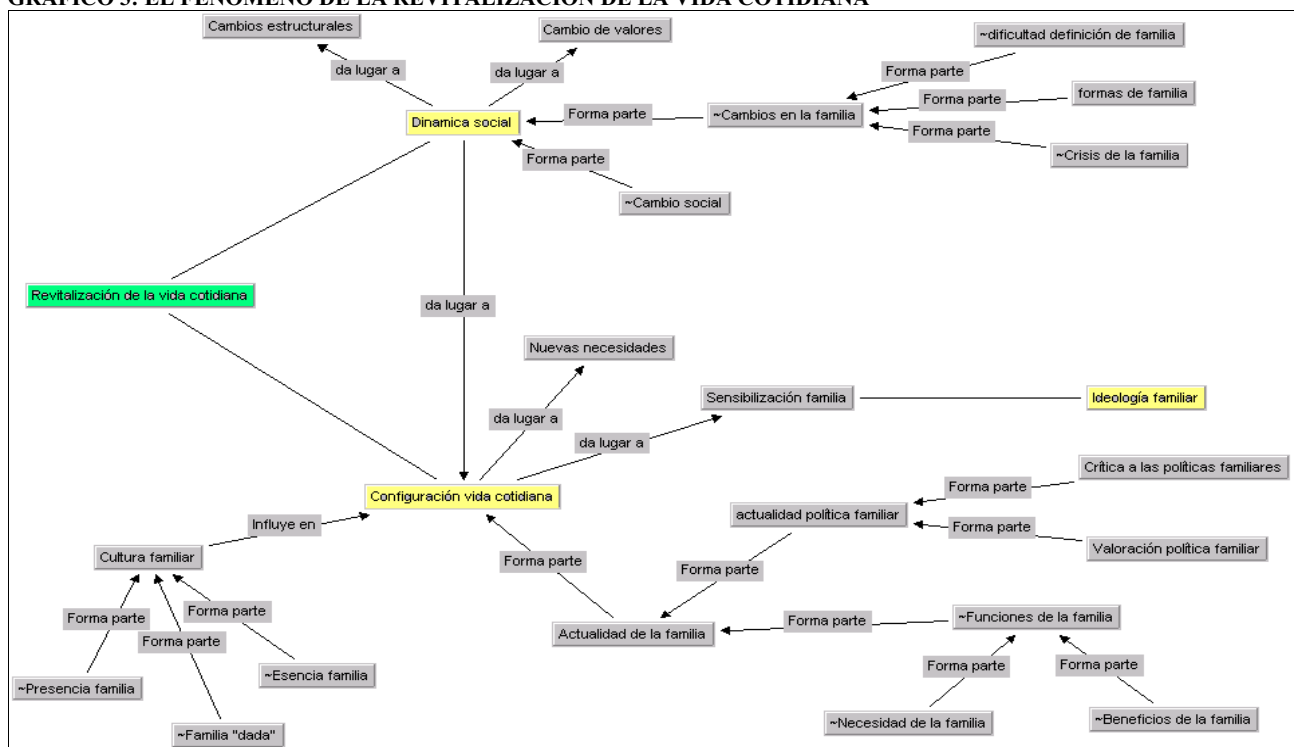 GRÁFICO 3: EL FENÓMENO DE LA REVITALIZACIÓN DE LA VIDA COTIDIANA
Cambios estructurales
Cambio de valores
~dificultad definición de familia
da lugar a
da lugar a
Forma parte
formas de familia
Forma parte
Dinamica social
Forma parte
~Cambios en la familia
Forma parte
~Crisis de la familia
Forma parte
~Cambio social
Revitalización de la vida cotidiana
da lugar a
Nuevas necesidades
Sensibilización familia
Ideología familiar
da lugar a
da lugar a
Crítica a las políticas familiares
Forma parte
Configuración vida cotidiana
actualidad política familiar
Influye en
Forma parte
Valoración política familiar
Cultura familiar
Forma parte
Forma parte
Forma parte
Forma parte
Forma parte
Actualidad de la familia
Forma parte
~Funciones de la familia
~Esencia familia
Forma parte
Forma parte
~Presencia familia
~Familia "dada"
~Necesidad de la familia
~Beneficios de la familia